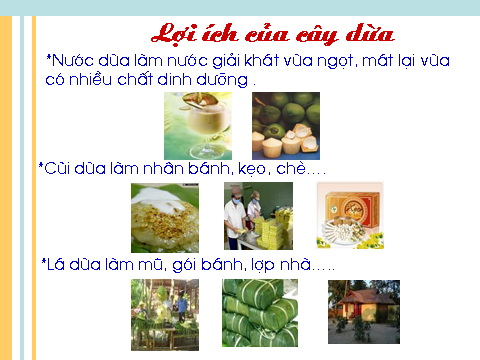 Lợi ích của cây dừa
*Nước dừa làm nước giải khát vừa ngọt, mát lại vừa
có nhiều chất dinh dưỡng .
*Cùi dừa làm nhân bánh, kẹo, chè....
*Lá dừa làm mũ, gói bánh, lợp nhà.....